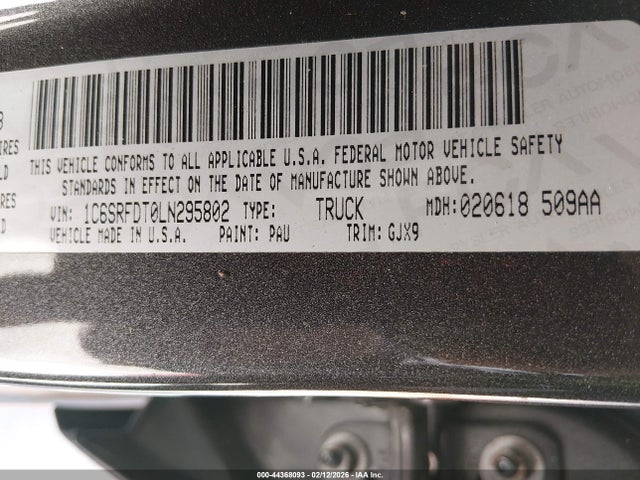 THIS VEHICLE CONFORMS TO ALL APPLICABLE U.S.A. FEDERAL MOTOR VEHICLE SAFETY
STANDARDS IN EFFECT ON THE DATE OF MANUFACTURE SHOWN ABOVE.
VIN: 1C6SRFDT0LN295802 TYPE: TRUCK MDH: 020618 509AA
VEHICLE MADE IN U.S.A. PAINT: PAU TRIM: GJX9
000-44368093 - 02/12/2026 - IAA Inc.